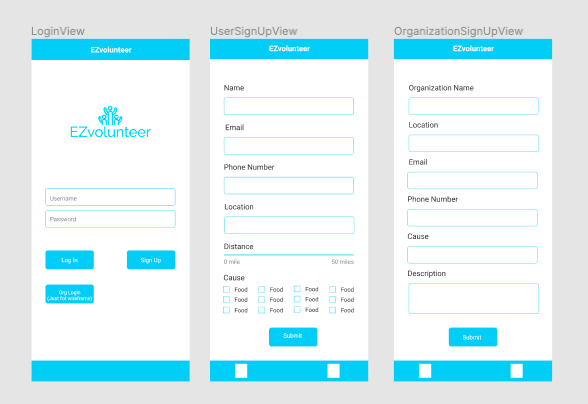 LoginView
EZvolunteer
EZvolunteer
Username
Password
Log In
Sign Up
Org Login
(Just for wireframe)
UserSignUpView
EZvolunteer
Name
Email
Phone Number
Location
Distance
0 mile
50 miles
Cause
Food Food Food Food
Food Food Food Food
Food Food Food Food
Submit
OrganizationSignUpView
EZvolunteer
Organization Name
Location
Email
Phone Number
Cause
Description
Submit